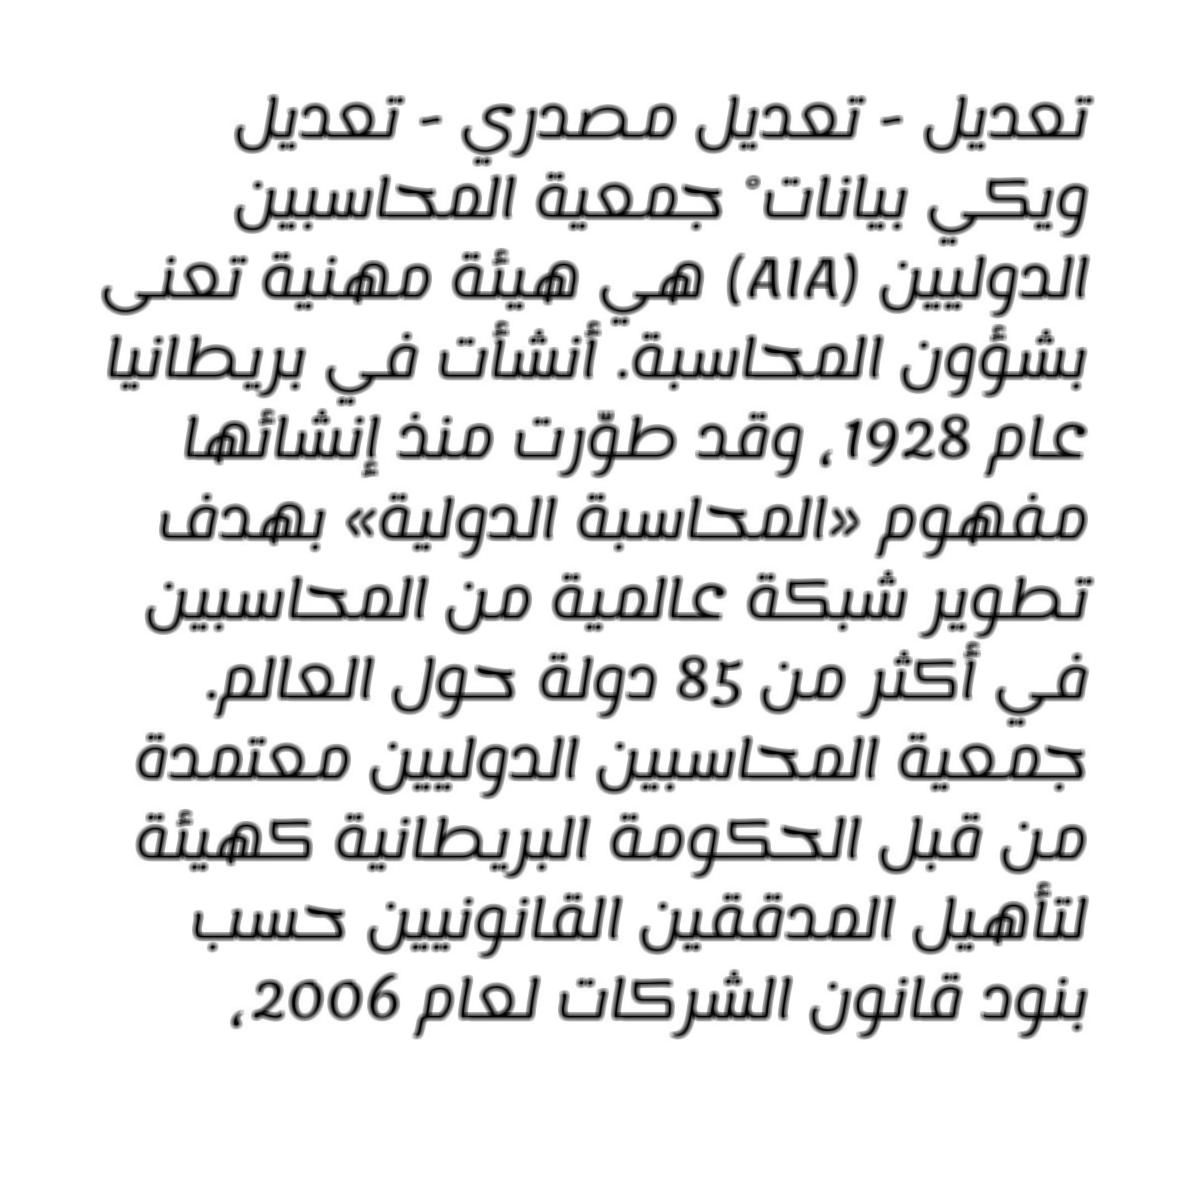 تعديل - تعديل مصدري - تعديل
ويكي بيانات ْ جمعية المحاسبين
الدوليين (AIA) هي هيئة مهنية تعنى
بشؤون المحاسبة. أنشأت في بريطانيا
عام 1928، وقد طوّرت منذ إنشائها
مفهوم «المحاسبة الدولية» بهدف
تطوير شبكة عالمية من المحاسبين
في أكثر من 85 دولة حول العالم.
جمعية المحاسبين الدوليين معتمدة
من قبل الحكومة البريطانية كهيئة
لتأهيل المدققين القانونيين حسب
بنود قانون الشركات لعام 2006،